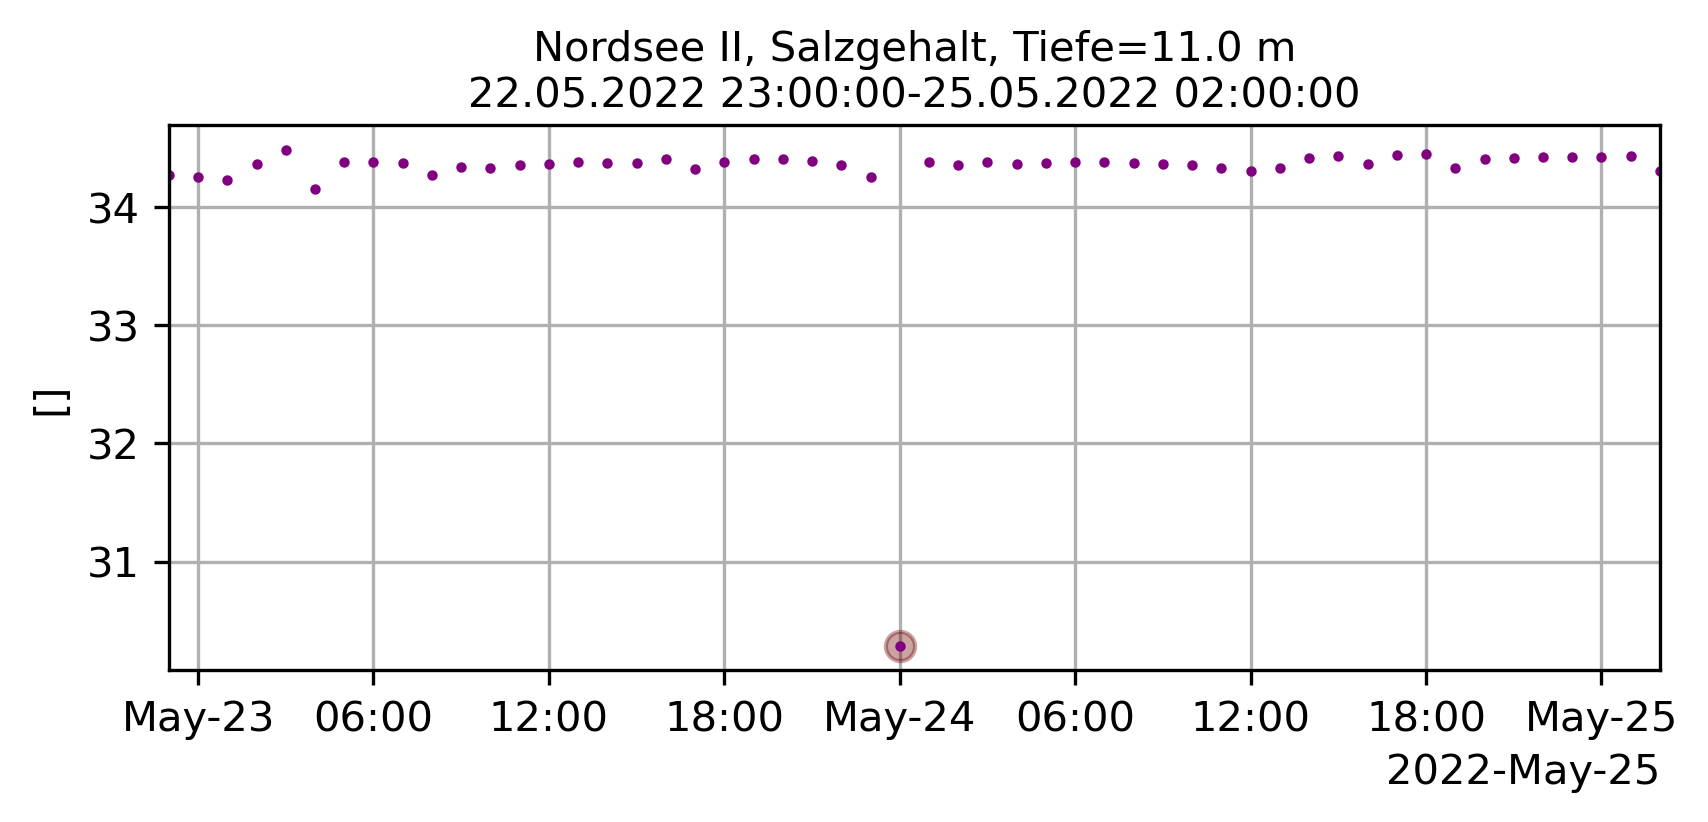 Nordsee II, Salzgehalt, Tiefe=11.0 m
22.05.2022 23:00:00-25.05.2022 02:00:00
34
33
32
31
[]
May-23 06:00 12:00 18:00 May-24 06:00 12:00 18:00 May-25
2022-May-25